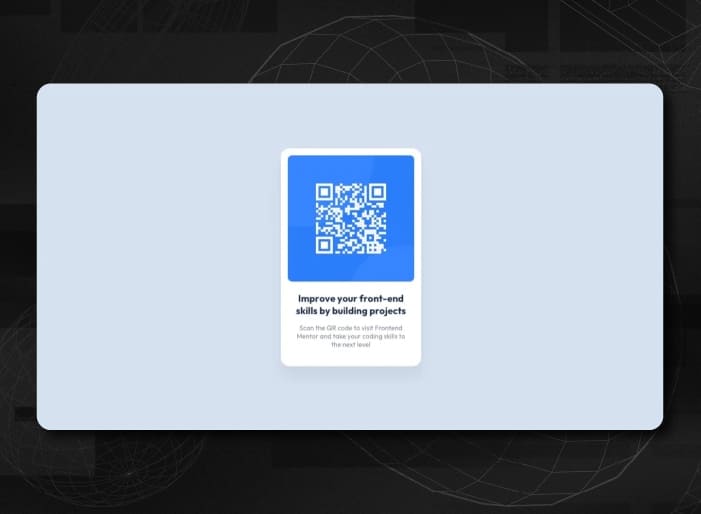 Improve your front-end
skills by building projects
Scan the QR code to visit Frontend
Mentor and take your coding skills to
the next level